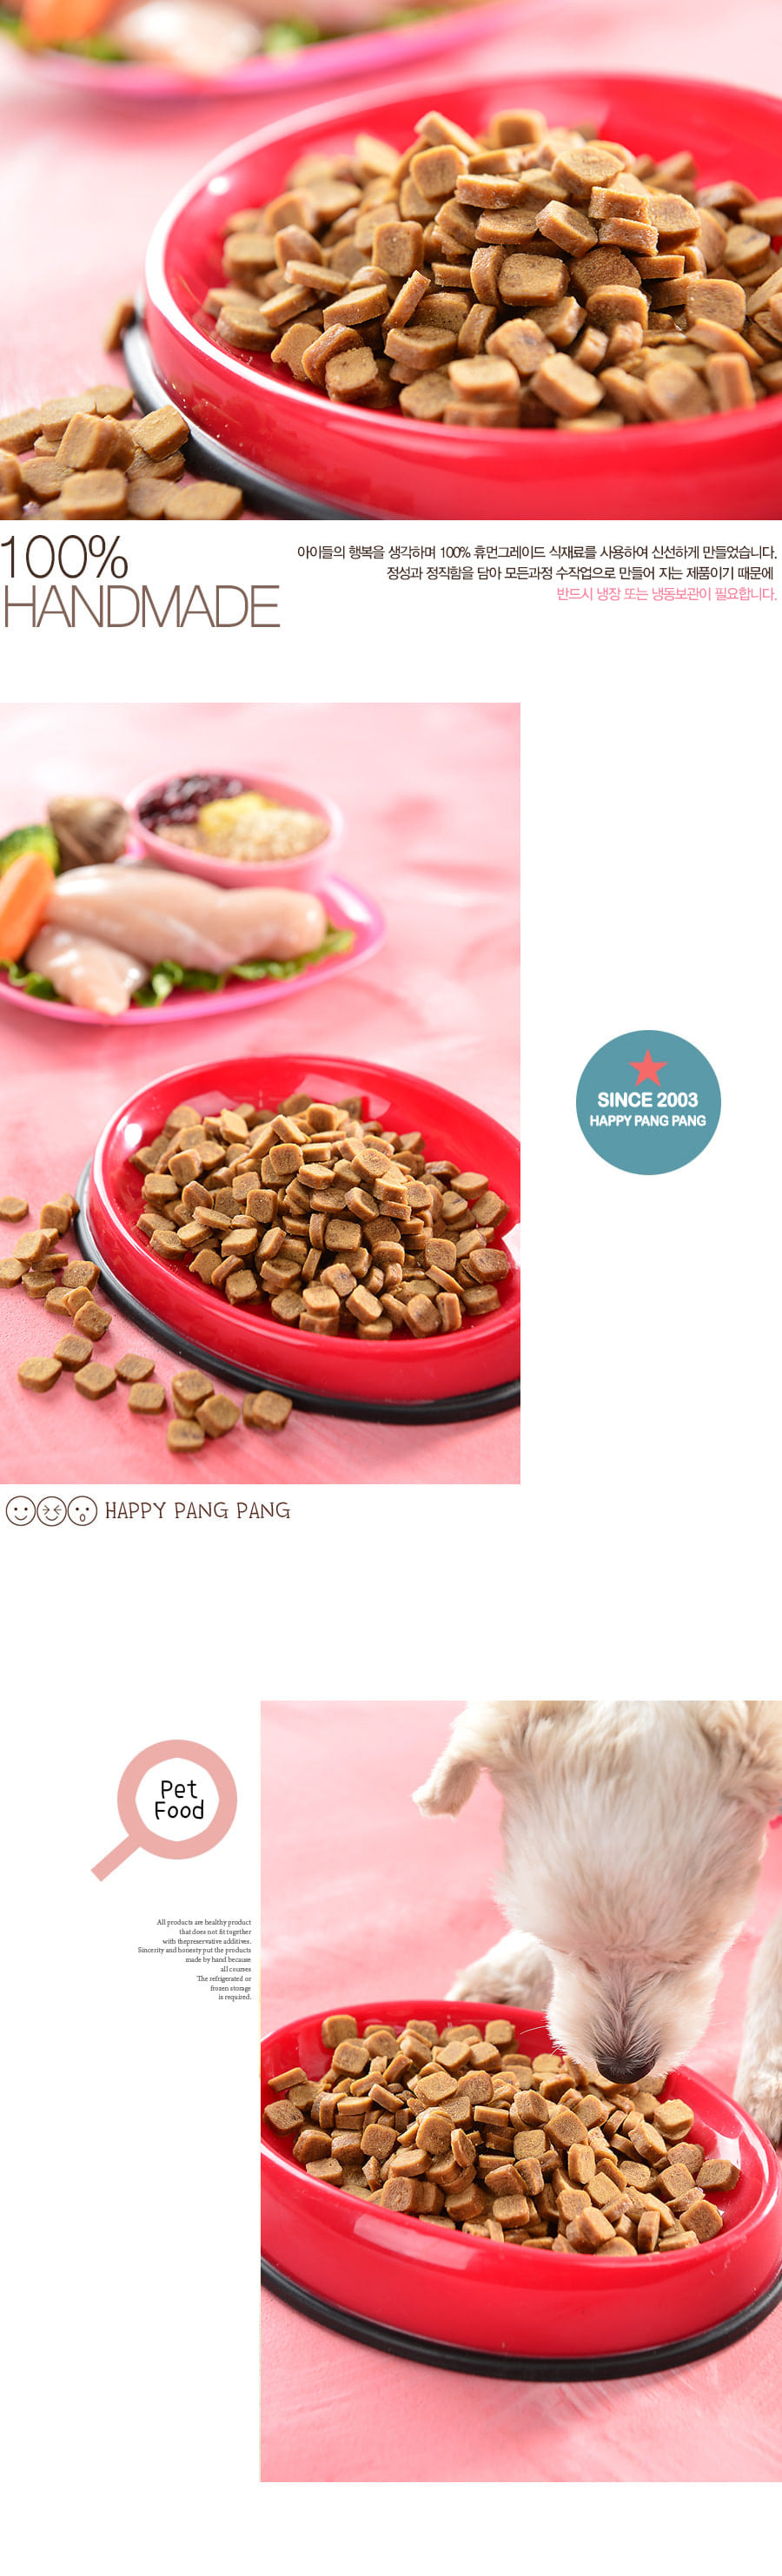 100%
HANDMADE
아이들의 행복을 생각하며 100% 휴먼그레이드 식재료를 사용하여 신선하게 만들었습니다.
정성과 정직함을 담아 모든과정 수작업으로 만들어 지는 제품이기 때문에
반드시 냉장 또는 냉동보관이 필요합니다.
SINCE 2003
HAPPY PANG PANG
HAPPY PANG PANG
Pet
Food
All products are healthy product
that does not fit together
with thepreservative additives.
Sincerity and honesty put the products
made by hand because
all courses
The refrigerated or
frozen storage
is required.